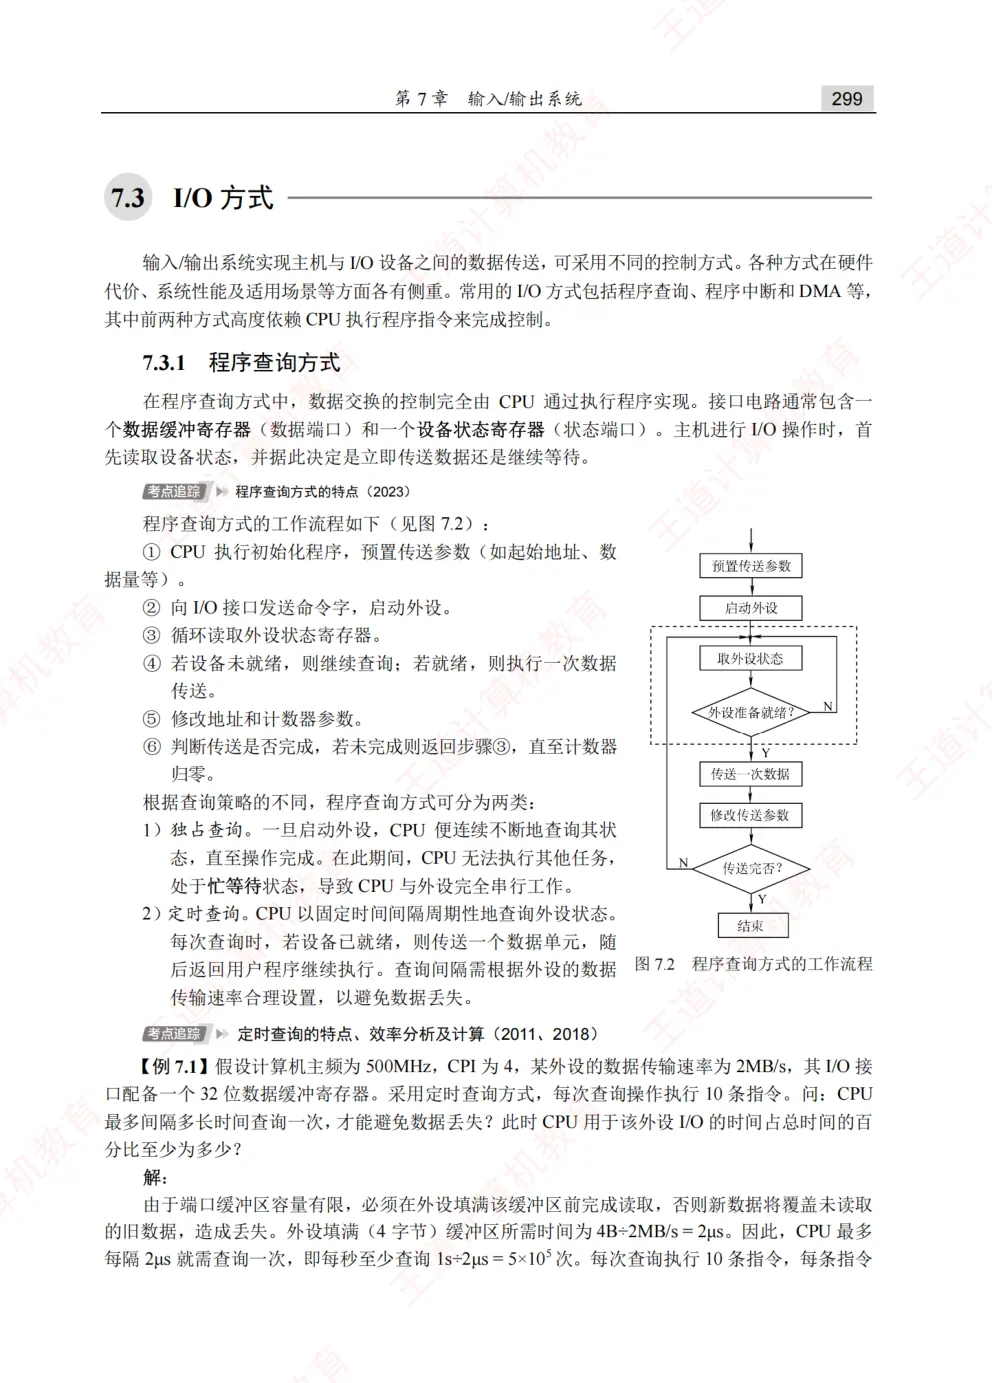 第 7 章　输入/输出系统
299
7.3 I/O 方式
输入/输出系统实现主机与 I/O 设备之间的数据传送，可采用不同的控制方式。各种方式在硬件
代价、系统性能及适用场景等方面各有侧重。常用的 I/O 方式包括程序查询、程序中断和 DMA 等，
其中前两种方式高度依赖 CPU 执行程序指令来完成控制。
7.3.1 程序查询方式
在程序查询方式中，数据交换的控制完全由 CPU 通过执行程序实现。接口电路通常包含一
个数据缓冲寄存器（数据端口）和一个设备状态寄存器（状态端口）。主机进行 I/O 操作时，首
先读取设备状态，并据此决定是立即传送数据还是继续等待。
考点追踪 程序查询方式的特点（2023）
程序查询方式的工作流程如下（见图 7.2）：
① CPU 执行初始化程序，预置传送参数（如起始地址、数
据量等）。
② 向 I/O 接口发送命令字，启动外设。
③ 循环读取外设状态寄存器。
④ 若设备未就绪，则继续查询；若就绪，则执行一次数据
传送。
⑤ 修改地址和计数器参数。
⑥ 判断传送是否完成，若未完成则返回步骤③，直至计数器
归零。
根据查询策略的不同，程序查询方式可分为两类：
1）独占查询。一旦启动外设，CPU 便连续不断地查询其状
态，直至操作完成。在此期间，CPU 无法执行其他任务，
处于忙等待状态，导致 CPU 与外设完全串行工作。
2）定时查询。CPU 以固定时间间隔周期性地查询外设状态。
每次查询时，若设备已就绪，则传送一个数据单元，随
后返回用户程序继续执行。查询间隔需根据外设的数据
传输速率合理设置，以避免数据丢失。
预置传送参数
启动外设
取外设状态
外设准备就绪？
N
Y
传送一次数据
修改传送参数
传送完否？
N
Y
结束
图 7.2　程序查询方式的工作流程
考点追踪 定时查询的特点、效率分析及计算（2011、2018）
【例 7.1】假设计算机主频为 500MHz，CPI 为 4，某外设的数据传输速率为 2MB/s，其 I/O 接
口配备一个 32 位数据缓冲寄存器。采用定时查询方式，每次查询操作执行 10 条指令。问：CPU
最多间隔多长时间查询一次，才能避免数据丢失？此时 CPU 用于该外设 I/O 的时间占总时间的百
分比至少为多少？
解：
由于端口缓冲区容量有限，必须在外设填满该缓冲区前完成读取，否则新数据将覆盖未读取
的旧数据，造成丢失。外设填满（4 字节）缓冲区所需时间为 4B÷2MB/s = 2μs。因此，CPU 最多
每隔 2μs 就需查询一次，即每秒至少查询 1s÷2μs = 5×10⁵ 次。每次查询执行 10 条指令，每条指令
王道计算机教育